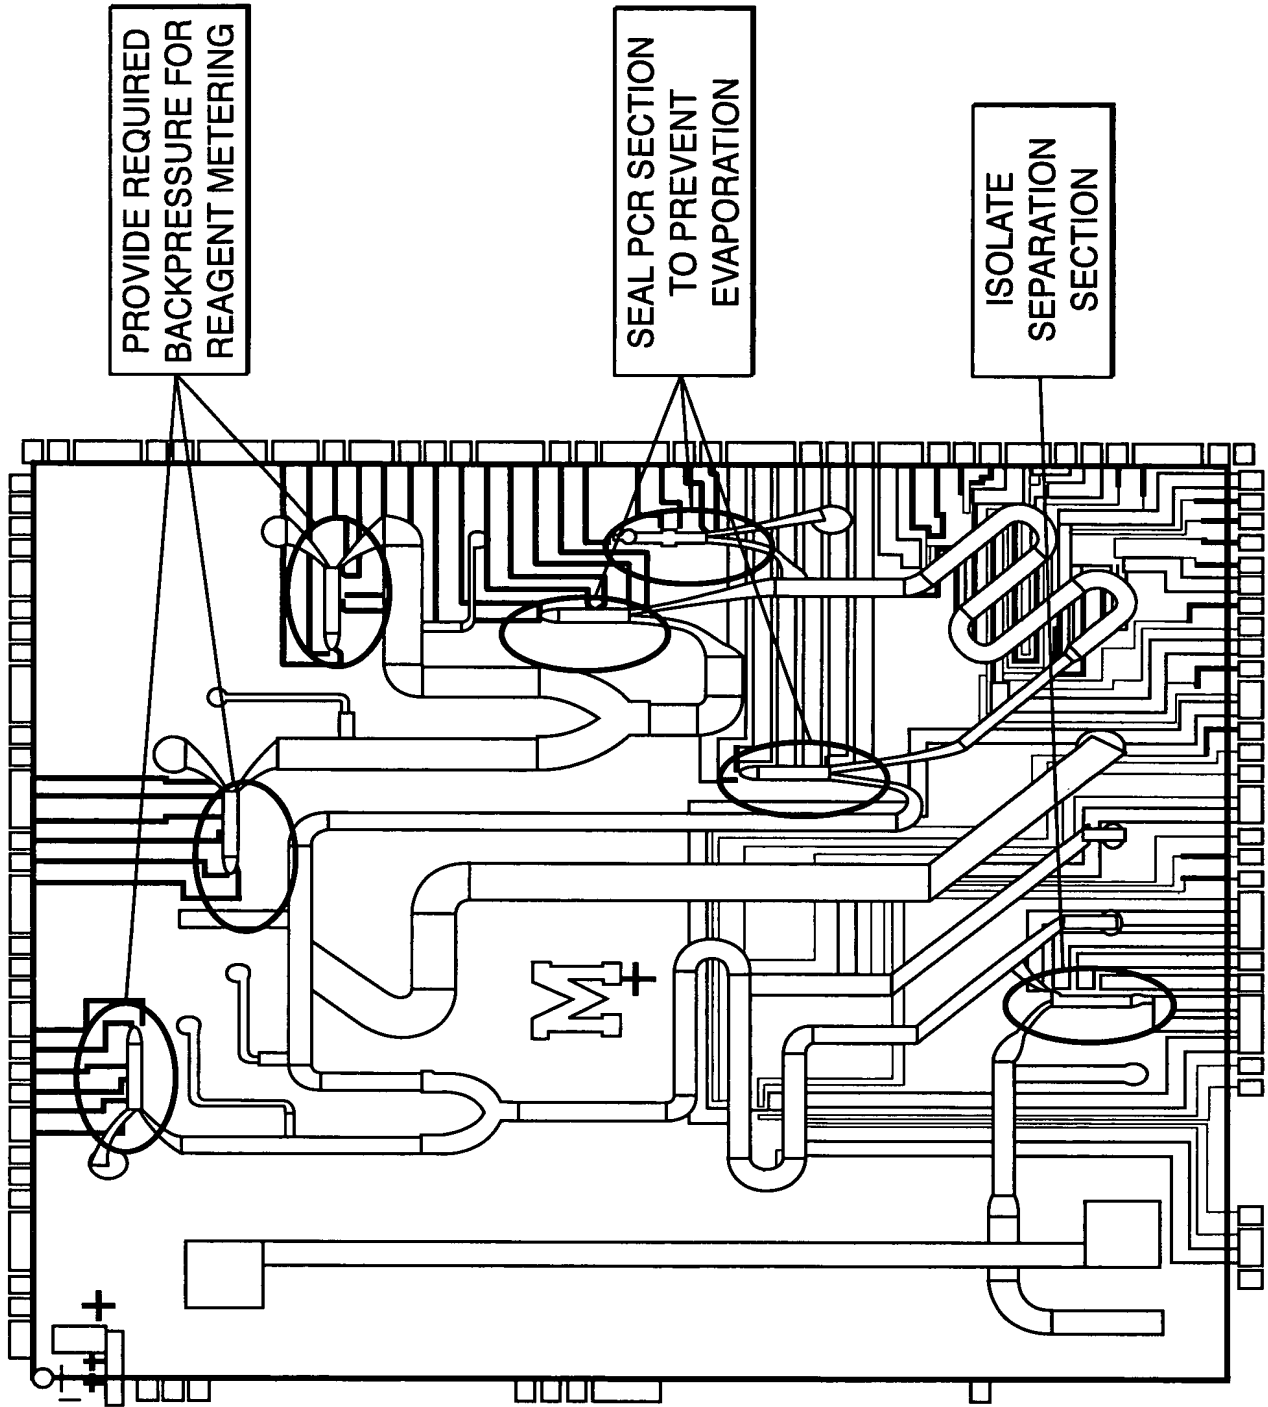 PROVIDE REQUIRED
BACKPRESSURE FOR
REAGENT METERING
SEAL PCR SECTION
TO PREVENT
EVAPORATION
ISOLATE
SEPARATION
SECTION
M